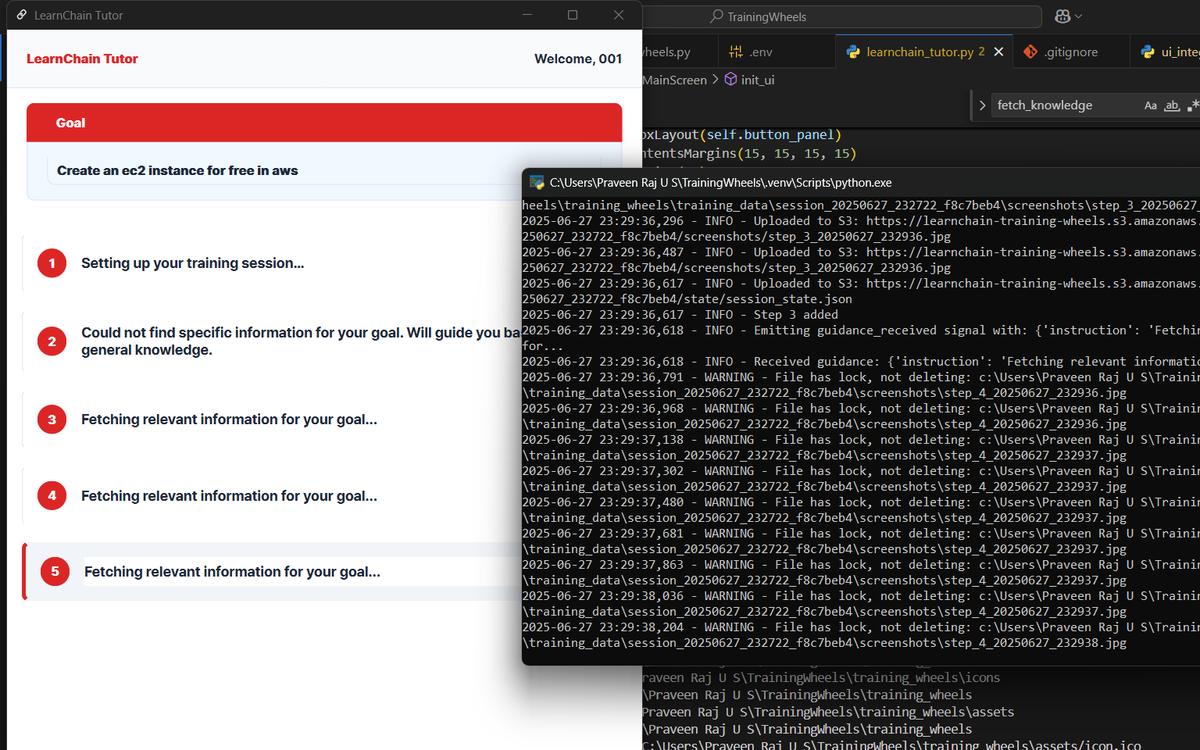 LearnChain Tutor
LearnChain Tutor
Welcome, 001
Goal
Create an ec2 instance for free in aws
1 Setting up your training session...
2 Could not find specific information for your goal. Will guide you ba
general knowledge.
3 Fetching relevant information for your goal...
4 Fetching relevant information for your goal...
5 Fetching relevant information for your goal...
TrainingWheels
heels.py
.env
learnchain_tutor.py 2
.gitignore
ui_inte
MainScreen > init_ui
fetch_knowledge
Aa ab .*
oxLayout(self.button_panel)
ntentsMargins(15, 15, 15, 15)
C:\Users\Praveen Raj U S\TrainingWheels\.venv\Scripts\python.exe
heels\training_wheels\training_data\session_20250627_232722_f8c7beb4\screenshots\step_3_20250627_
2025-06-27 23:29:36,296 - INFO - Uploaded to S3: https://learnchain-training-wheels.s3.amazonaws.
250627_232722_f8c7beb4/screenshots/step_3_20250627_232936.jpg
2025-06-27 23:29:36,487 - INFO - Uploaded to S3: https://learnchain-training-wheels.s3.amazonaws.
250627_232722_f8c7beb4/screenshots/step_3_20250627_232936.jpg
2025-06-27 23:29:36,617 - INFO - Uploaded to S3: https://learnchain-training-wheels.s3.amazonaws.
250627_232722_f8c7beb4/state/session_state.json
2025-06-27 23:29:36,617 - INFO - Step 3 added
2025-06-27 23:29:36,618 - INFO - Emitting guidance_received signal with: {'instruction': 'Fetchin
for...
2025-06-27 23:29:36,618 - INFO - Received guidance: {'instruction': 'Fetching relevant informatio
2025-06-27 23:29:36,791 - WARNING - File has lock, not deleting: c:\Users\Praveen Raj U S\Trainin
\training_data\session_20250627_232722_f8c7beb4\screenshots\step_4_20250627_232936.jpg
2025-06-27 23:29:36,968 - WARNING - File has lock, not deleting: c:\Users\Praveen Raj U S\Trainin
\training_data\session_20250627_232722_f8c7beb4\screenshots\step_4_20250627_232936.jpg
2025-06-27 23:29:37,138 - WARNING - File has lock, not deleting: c:\Users\Praveen Raj U S\Trainin
\training_data\session_20250627_232722_f8c7beb4\screenshots\step_4_20250627_232937.jpg
2025-06-27 23:29:37,302 - WARNING - File has lock, not deleting: c:\Users\Praveen Raj U S\Trainin
\training_data\session_20250627_232722_f8c7beb4\screenshots\step_4_20250627_232937.jpg
2025-06-27 23:29:37,480 - WARNING - File has lock, not deleting: c:\Users\Praveen Raj U S\Trainin
\training_data\session_20250627_232722_f8c7beb4\screenshots\step_4_20250627_232937.jpg
2025-06-27 23:29:37,681 - WARNING - File has lock, not deleting: c:\Users\Praveen Raj U S\Trainin
\training_data\session_20250627_232722_f8c7beb4\screenshots\step_4_20250627_232937.jpg
2025-06-27 23:29:37,863 - WARNING - File has lock, not deleting: c:\Users\Praveen Raj U S\Trainin
\training_data\session_20250627_232722_f8c7beb4\screenshots\step_4_20250627_232937.jpg
2025-06-27 23:29:38,036 - WARNING - File has lock, not deleting: c:\Users\Praveen Raj U S\Trainin
\training_data\session_20250627_232722_f8c7beb4\screenshots\step_4_20250627_232937.jpg
2025-06-27 23:29:38,204 - WARNING - File has lock, not deleting: c:\Users\Praveen Raj U S\Trainin
\training_data\session_20250627_232722_f8c7beb4\screenshots\step_4_20250627_232938.jpg
raveen Raj U S\TrainingWheels\training_wheels\icons
\Praveen Raj U S\TrainingWheels\training_wheels
Praveen Raj U S\TrainingWheels\training_wheels\assets
\Praveen Raj U S\TrainingWheels\training_wheels
C:\Users\Praveen Raj U S\TrainingWheels\training_wheels\assets/icon.ico